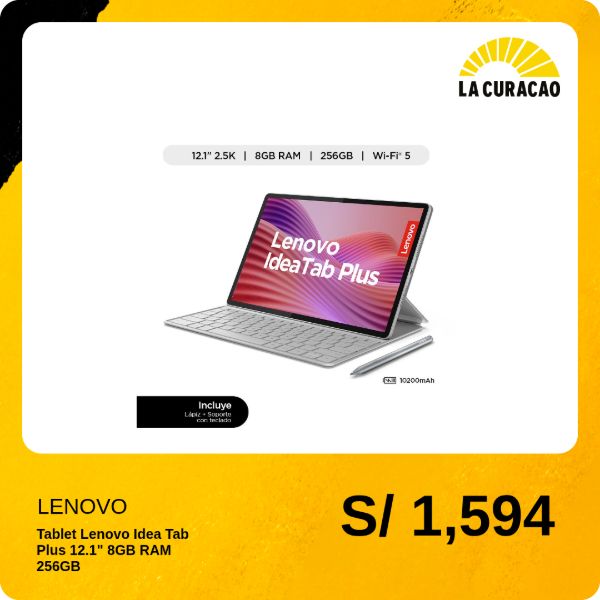 LA CURACAO
12.1" 2.5K | 8GB RAM | 256GB | Wi-Fi® 5
Lenovo
IdeaTab Plus
Lenovo
10200mAh
Incluye
Lápiz + Soporte
con teclado
LENOVO
S/ 1,594
Tablet Lenovo Idea Tab
Plus 12.1" 8GB RAM
256GB